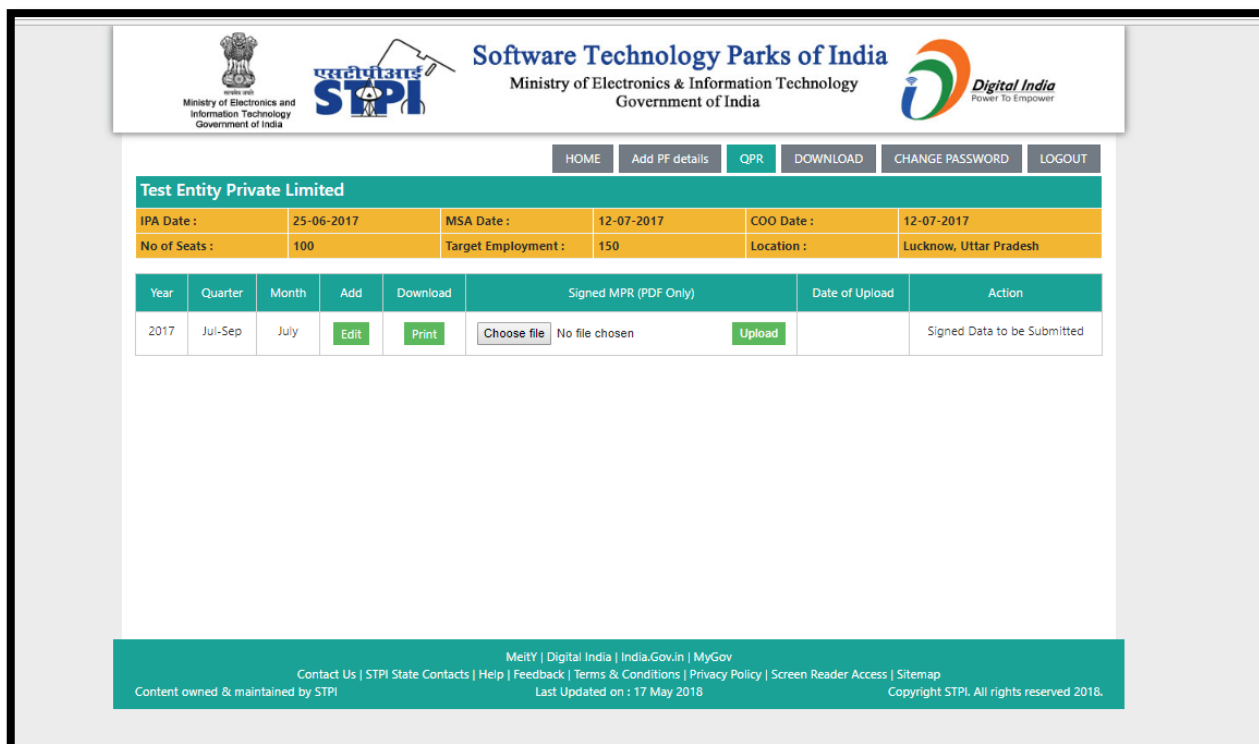 Software Technology Parks of India
Ministry of Electronics & Information Technology
Government of India
सत्यमेव जयते
Ministry of Electronics and
Information Technology
Government of India
एसटीपीआई
STPI
Digital India
Power To Empower
HOME Add PF details QPR DOWNLOAD CHANGE PASSWORD LOGOUT
Test Entity Private Limited
IPA Date : 25-06-2017 MSA Date : 12-07-2017 COO Date : 12-07-2017
No of Seats : 100 Target Employment : 150 Location : Lucknow, Uttar Pradesh
Year Quarter Month Add Download Signed MPR (PDF Only) Date of Upload Action
2017 Jul-Sep July Edit Print Choose file No file chosen Upload Signed Data to be Submitted
MeitY | Digital India | India.Gov.in | MyGov
Contact Us | STPI State Contacts | Help | Feedback | Terms & Conditions | Privacy Policy | Screen Reader Access | Sitemap
Content owned & maintained by STPI Last Updated on : 17 May 2018 Copyright STPI. All rights reserved 2018.